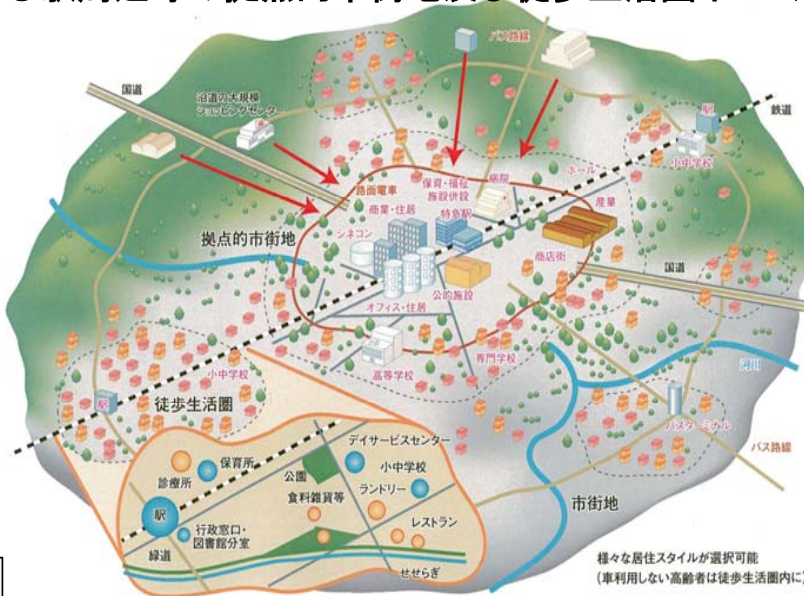 バス路線
国道
沿道の大規模
ショッピングセンター
駅
鉄道
小中学校
ホール
病院
保育・福祉
施設併設
路面電車
商業・住居
特急駅
産業
シネコン
拠点的市街地
商店街
国道
公的施設
オフィス・住居
専門学校
高等学校
河川
小中学校
駅
徒歩生活圏
バスターミナル
バス路線
市街地
デイサービスセンター
保育所
診療所
公園
小中学校
食料雑貨等
ランドリー
駅
行政窓口・
図書館分室
レストラン
緑道
せせらぎ
様々な居住スタイルが選択可能
(車利用しない高齢者は徒歩生活圏内に)